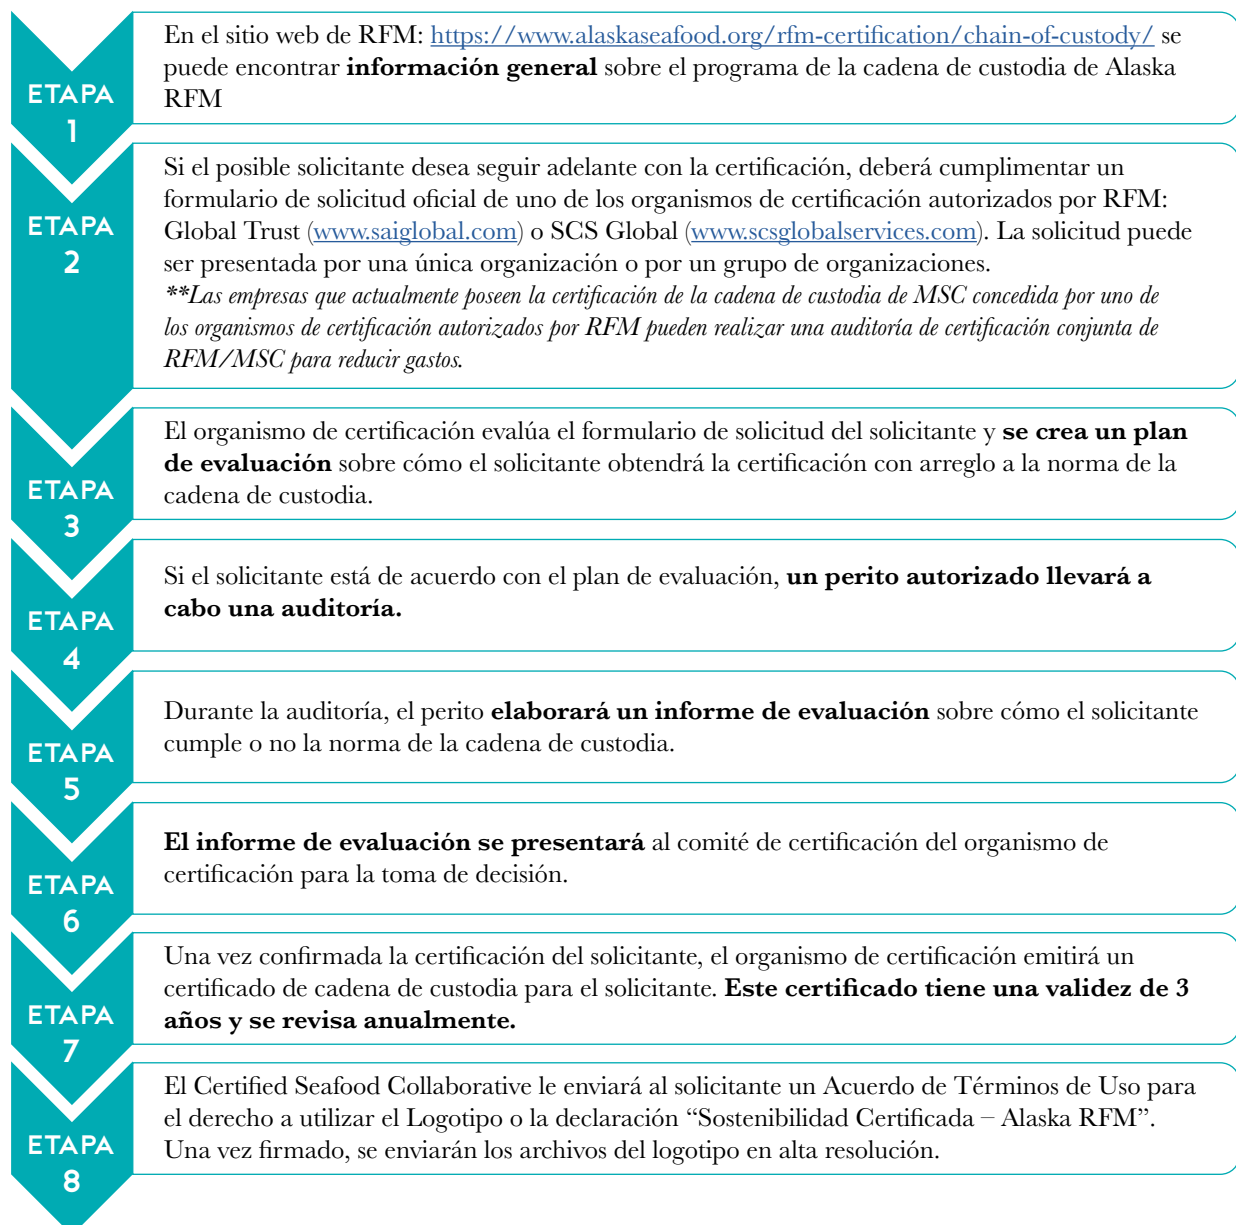 ETAPA
1
En el sitio web de RFM: https://www.alaskaseafood.org/rfm-certification/chain-of-custody/ se
puede encontrar información general sobre el programa de la cadena de custodia de Alaska
RFM
ETAPA
2
Si el posible solicitante desea seguir adelante con la certificación, deberá cumplimentar un
formulario de solicitud oficial de uno de los organismos de certificación autorizados por RFM:
Global Trust (www.saiglobal.com) o SCS Global (www.scsglobalservices.com). La solicitud puede
ser presentada por una única organización o por un grupo de organizaciones.
**Las empresas que actualmente poseen la certificación de la cadena de custodia de MSC concedida por uno de
los organismos de certificación autorizados por RFM pueden realizar una auditoría de certificación conjunta de
RFM/MSC para reducir gastos.
ETAPA
3
El organismo de certificación evalúa el formulario de solicitud del solicitante y se crea un plan
de evaluación sobre cómo el solicitante obtendrá la certificación con arreglo a la norma de la
cadena de custodia.
ETAPA
4
Si el solicitante está de acuerdo con el plan de evaluación, un perito autorizado llevará a
cabo una auditoría.
ETAPA
5
Durante la auditoría, el perito elaborará un informe de evaluación sobre cómo el solicitante
cumple o no la norma de la cadena de custodia.
ETAPA
6
El informe de evaluación se presentará al comité de certificación del organismo de
certificación para la toma de decisión.
ETAPA
7
Una vez confirmada la certificación del solicitante, el organismo de certificación emitirá un
certificado de cadena de custodia para el solicitante. Este certificado tiene una validez de 3
años y se revisa anualmente.
ETAPA
8
El Certified Seafood Collaborative le enviará al solicitante un Acuerdo de Términos de Uso para
el derecho a utilizar el Logotipo o la declaración “Sostenibilidad Certificada – Alaska RFM”.
Una vez firmado, se enviarán los archivos del logotipo en alta resolución.